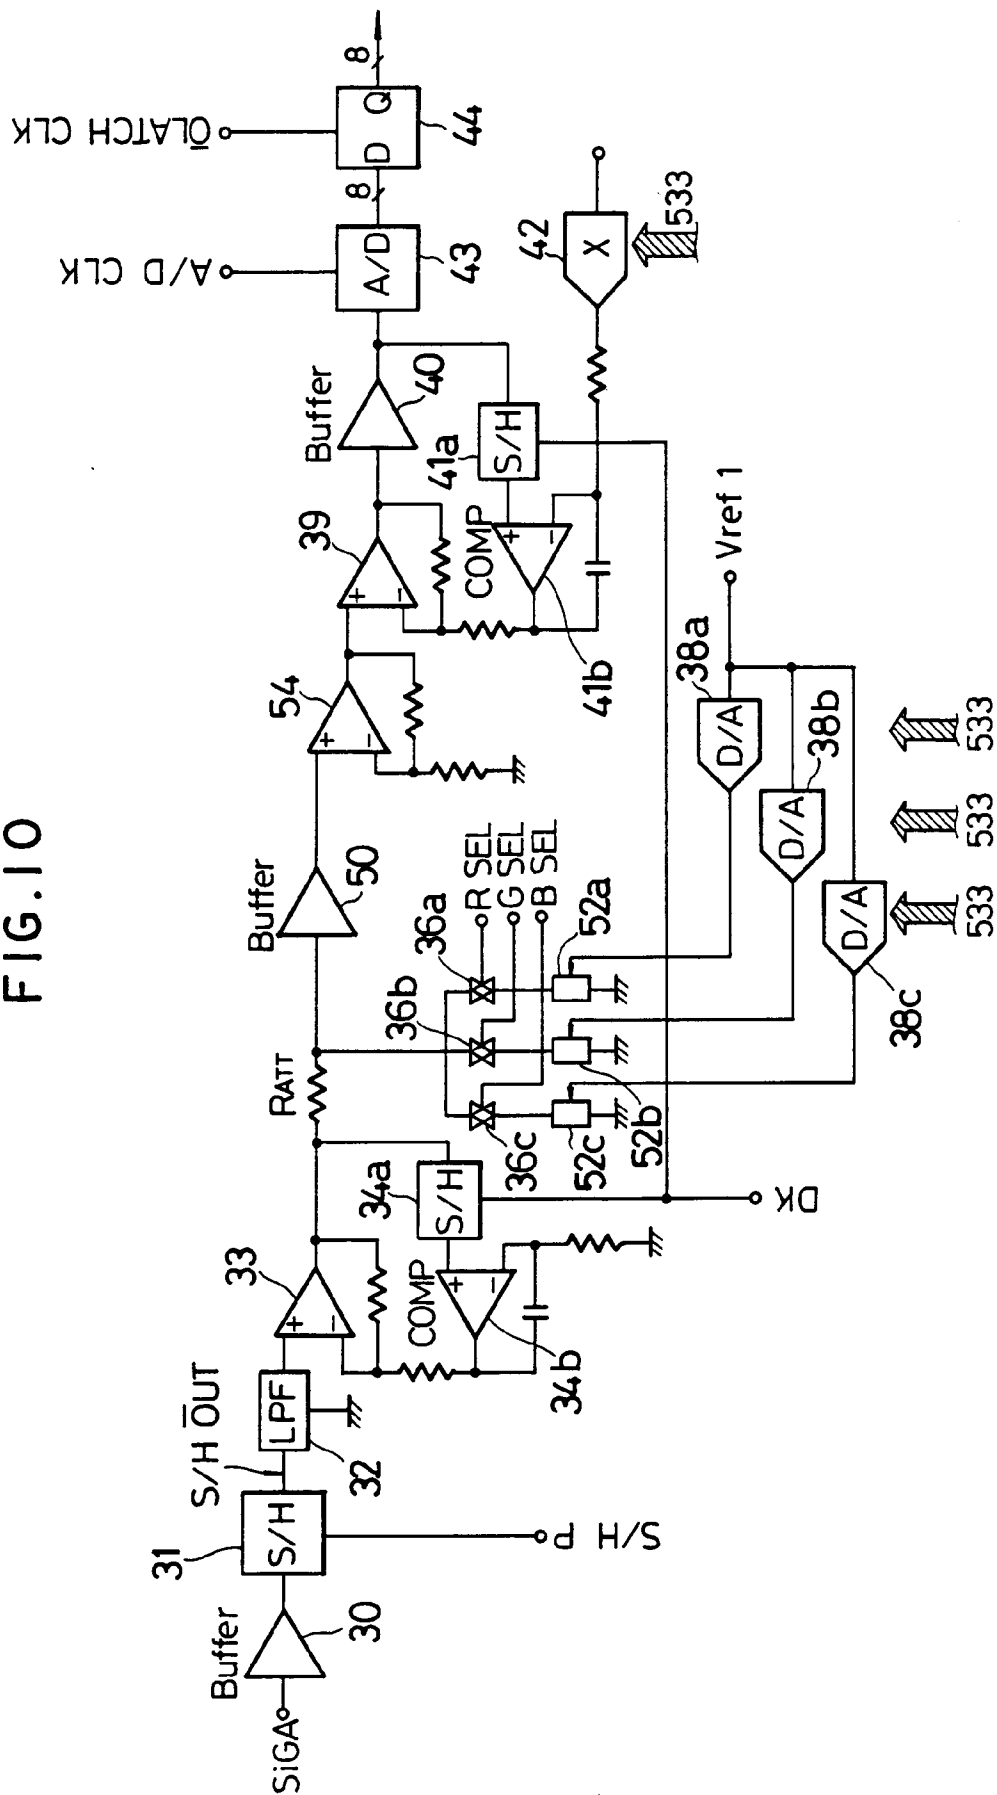 FIG.10
SiGA
Buffer
30
31
S/H
S/H P
S/H O̅UT
LPF
32
33
+
−
COMP
34a
S/H
+
−
34b
RATT
36a
36b
36c
R SEL
G SEL
B SEL
52a
52b
52c
DK
Buffer
50
54
+
−
39
+
−
Buffer
40
COMP
41a
S/H
+
−
41b
42
X
533
A/D CLK
A/D
43
8
O̅LATCH CLK
D Q
44
8
Vref 1
38a
D/A
38b
D/A
38c
D/A
533
533
533